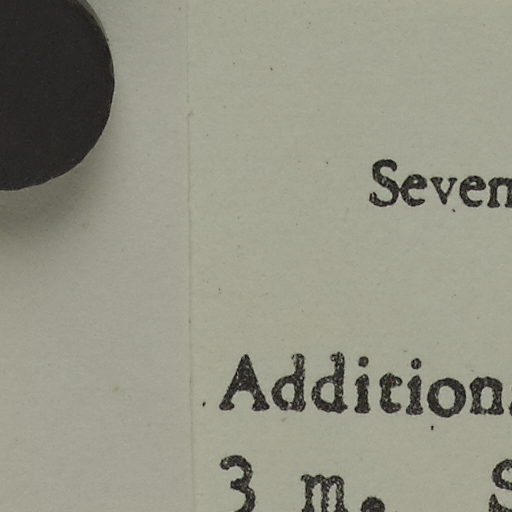 Seven
Addition
3 m. S